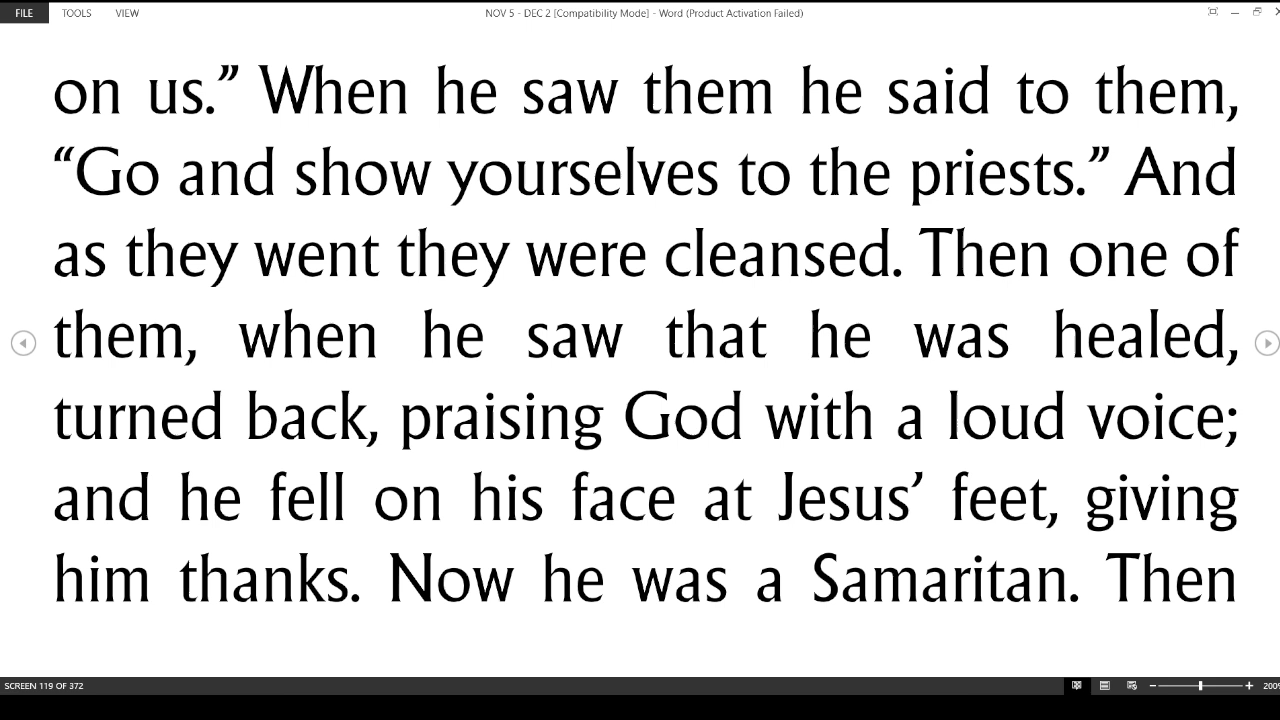 FILE TOOLS VIEW NOV 5 - DEC 2 [Compatibility Mode] - Word (Product Activation Failed)
on us.” When he saw them he said to them,
“Go and show yourselves to the priests.” And
as they went they were cleansed. Then one of
them, when he saw that he was healed,
turned back, praising God with a loud voice;
and he fell on his face at Jesus’ feet, giving
him thanks. Now he was a Samaritan. Then
SCREEN 119 OF 372 200%